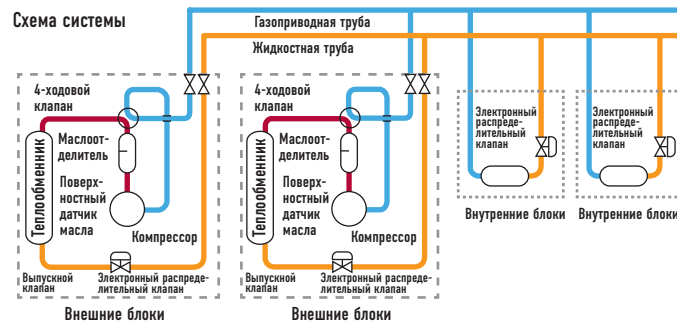 Схема системы
Газоприводная труба
Жидкостная труба
4-ходовой
клапан
Маслоот-
делитель
Теплообменник
Поверх-
ностный
датчик
масла
Компрессор
Выпускной
клапан
Электронный распреде-
лительный клапан
Внешние блоки
4-ходовой
клапан
Маслоот-
делитель
Теплообменник
Поверх-
ностный
датчик
масла
Компрессор
Выпускной
клапан
Электронный распреде-
лительный клапан
Внешние блоки
Электронный
распреде-
лительный
клапан
Внутренние блоки
Электронный
распреде-
лительный
клапан
Внутренние блоки